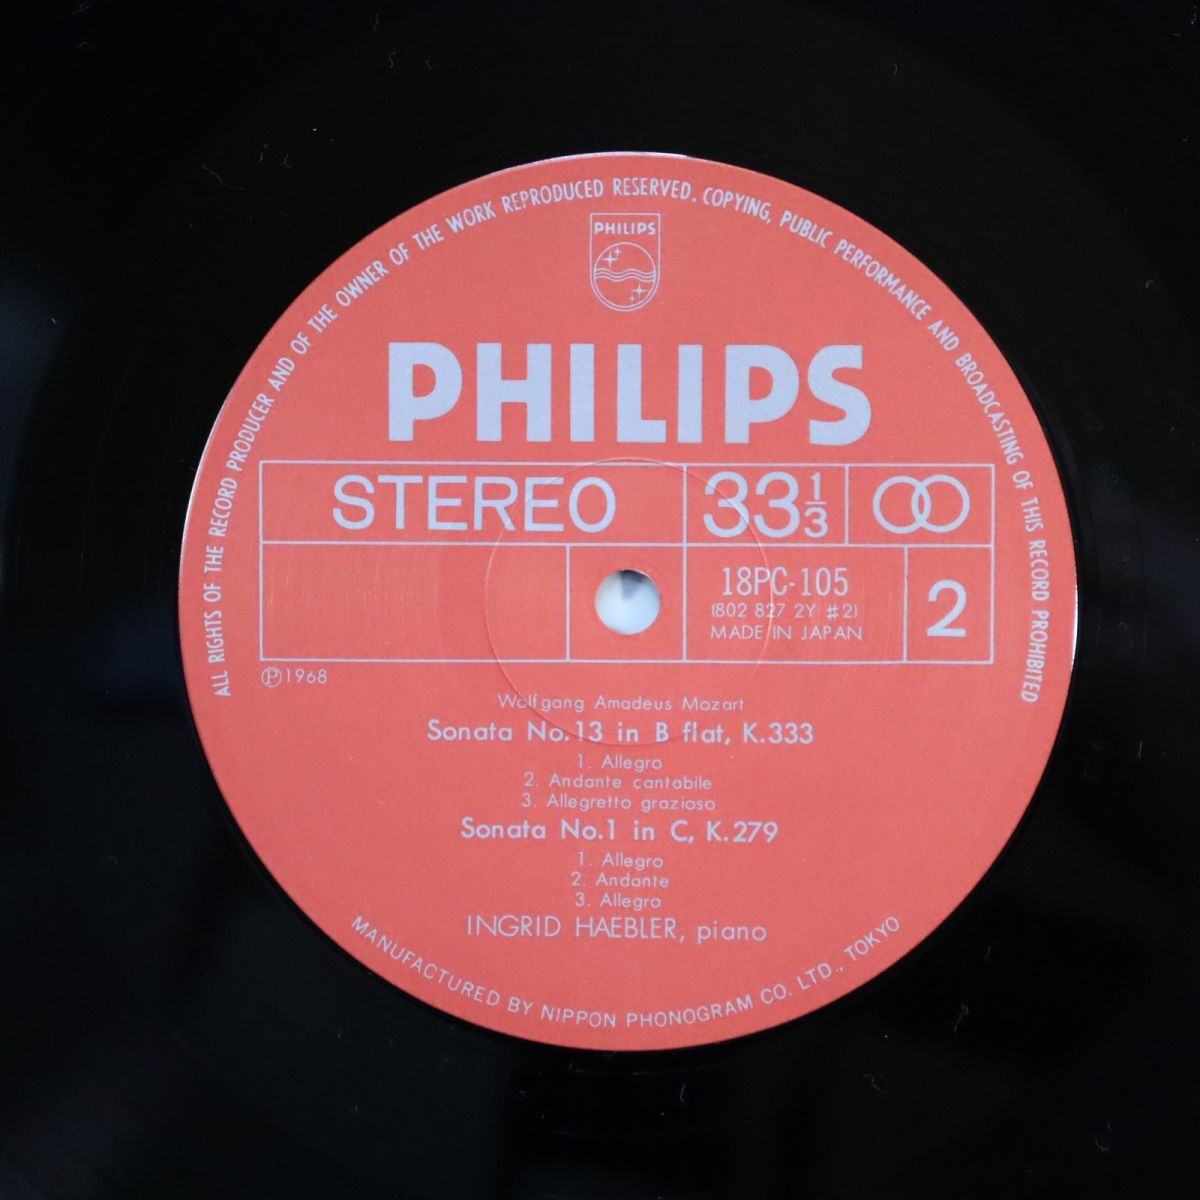 ALL RIGHTS OF THE RECORD PRODUCER AND OF THE OWNER OF THE WORK REPRODUCED RESERVED. COPYING, PUBLIC PERFORMANCE AND BROADCASTING OF THIS RECORD PROHIBITED
PHILIPS
PHILIPS
STEREO
33 1/3
18PC-105
(802 827 2Y #2)
MADE IN JAPAN
2
Ⓟ1968
Wolfgang Amadeus Mozart
Sonata No.13 in B flat, K.333
1. Allegro
2. Andante cantabile
3. Allegretto grazioso
Sonata No.1 in C, K.279
1. Allegro
2. Andante
3. Allegro
INGRID HAEBLER, piano
MANUFACTURED BY NIPPON PHONOGRAM CO. LTD., TOKYO